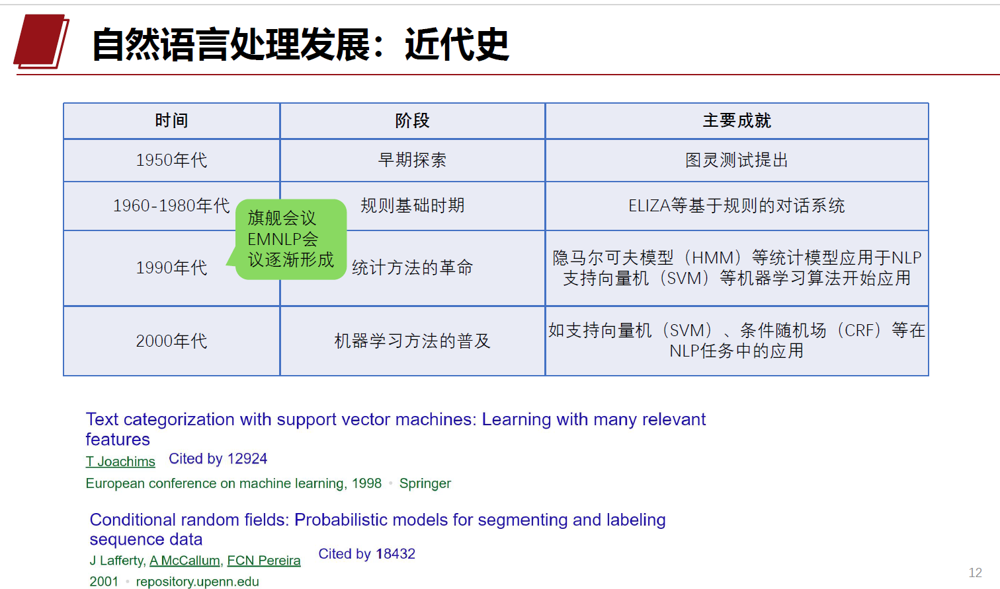 自然语言处理发展：近代史
时间 阶段 主要成就
1950年代 早期探索 图灵测试提出
1960-1980年代 规则基础时期 ELIZA等基于规则的对话系统
旗舰会议
EMNLP会
议逐渐形成
1990年代 统计方法的革命 隐马尔可夫模型（HMM）等统计模型应用于NLP
支持向量机（SVM）等机器学习算法开始应用
2000年代 机器学习方法的普及 如支持向量机（SVM）、条件随机场（CRF）等在
NLP任务中的应用
Text categorization with support vector machines: Learning with many relevant
features
T Joachims Cited by 12924
European conference on machine learning, 1998 • Springer
Conditional random fields: Probabilistic models for segmenting and labeling
sequence data
J Lafferty, A McCallum, FCN Pereira Cited by 18432
2001 • repository.upenn.edu
12